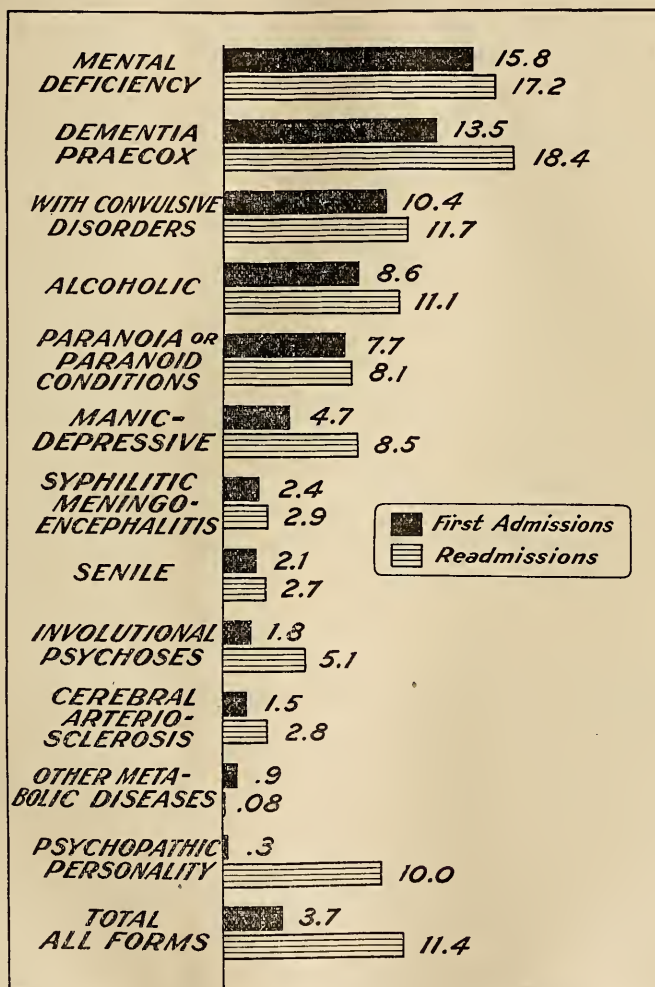 MENTAL
DEFICIENCY
15.8
17.2
DEMENTIA
PRAECOX
13.5
18.4
WITH CONVULSIVE
DISORDERS
10.4
11.7
ALCOHOLIC
8.6
11.1
PARANOIA OR
PARANOID
CONDITIONS
7.7
8.1
MANIC-
DEPRESSIVE
4.7
8.5
SYPHILITIC
MENINGO-
ENCEPHALITIS
2.4
2.9
First Admissions
Readmissions
SENILE
2.1
2.7
INVOLUTIONAL
PSYCHOSES
1.8
5.1
CEREBRAL
ARTERIO-
SCLEROSIS
1.5
2.8
OTHER META-
BOLIC DISEASES
.9
.08
PSYCHOPATHIC
PERSONALITY
.3
10.0
TOTAL
ALL FORMS
3.7
11.4